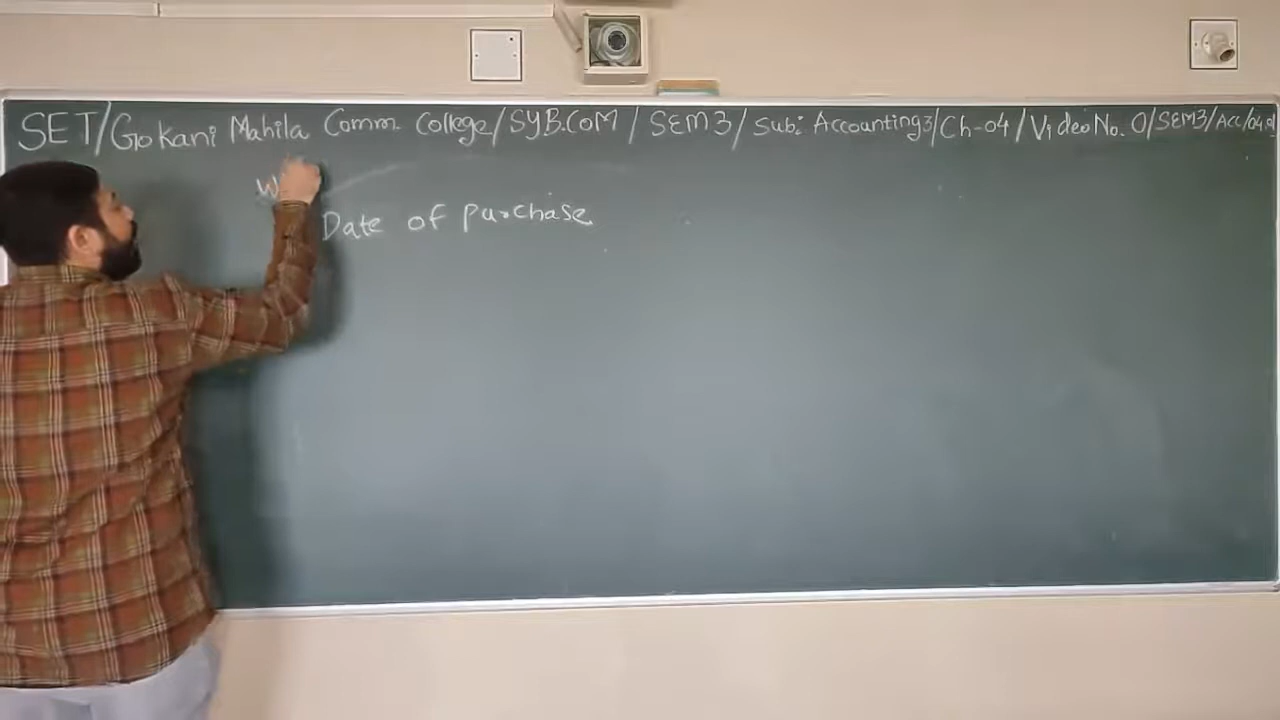 SET/Gokani Mahila Comm. College/SYB.COM / SEM3/ Sub: Accounting3/Ch-04/Video No. 01/SEM3/Acc/04.01
W
Date of purchase